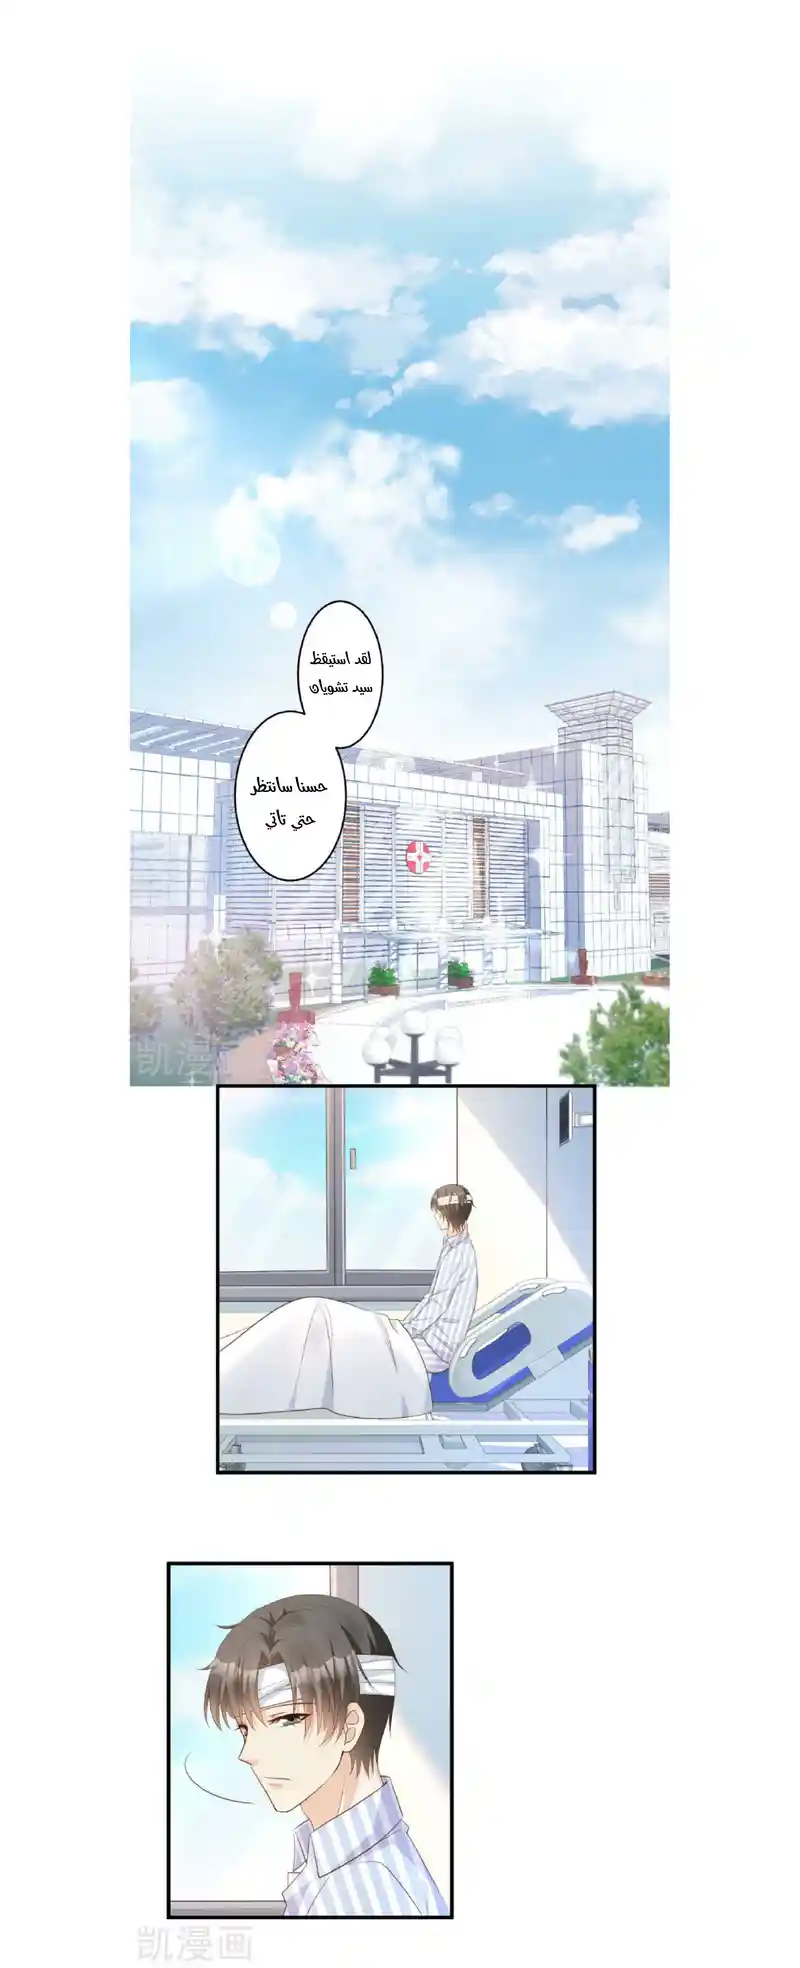 لقد استيقظ
سيد تشويان
حسنا سانتظر
حتي تاتي
凯漫画
凯漫画